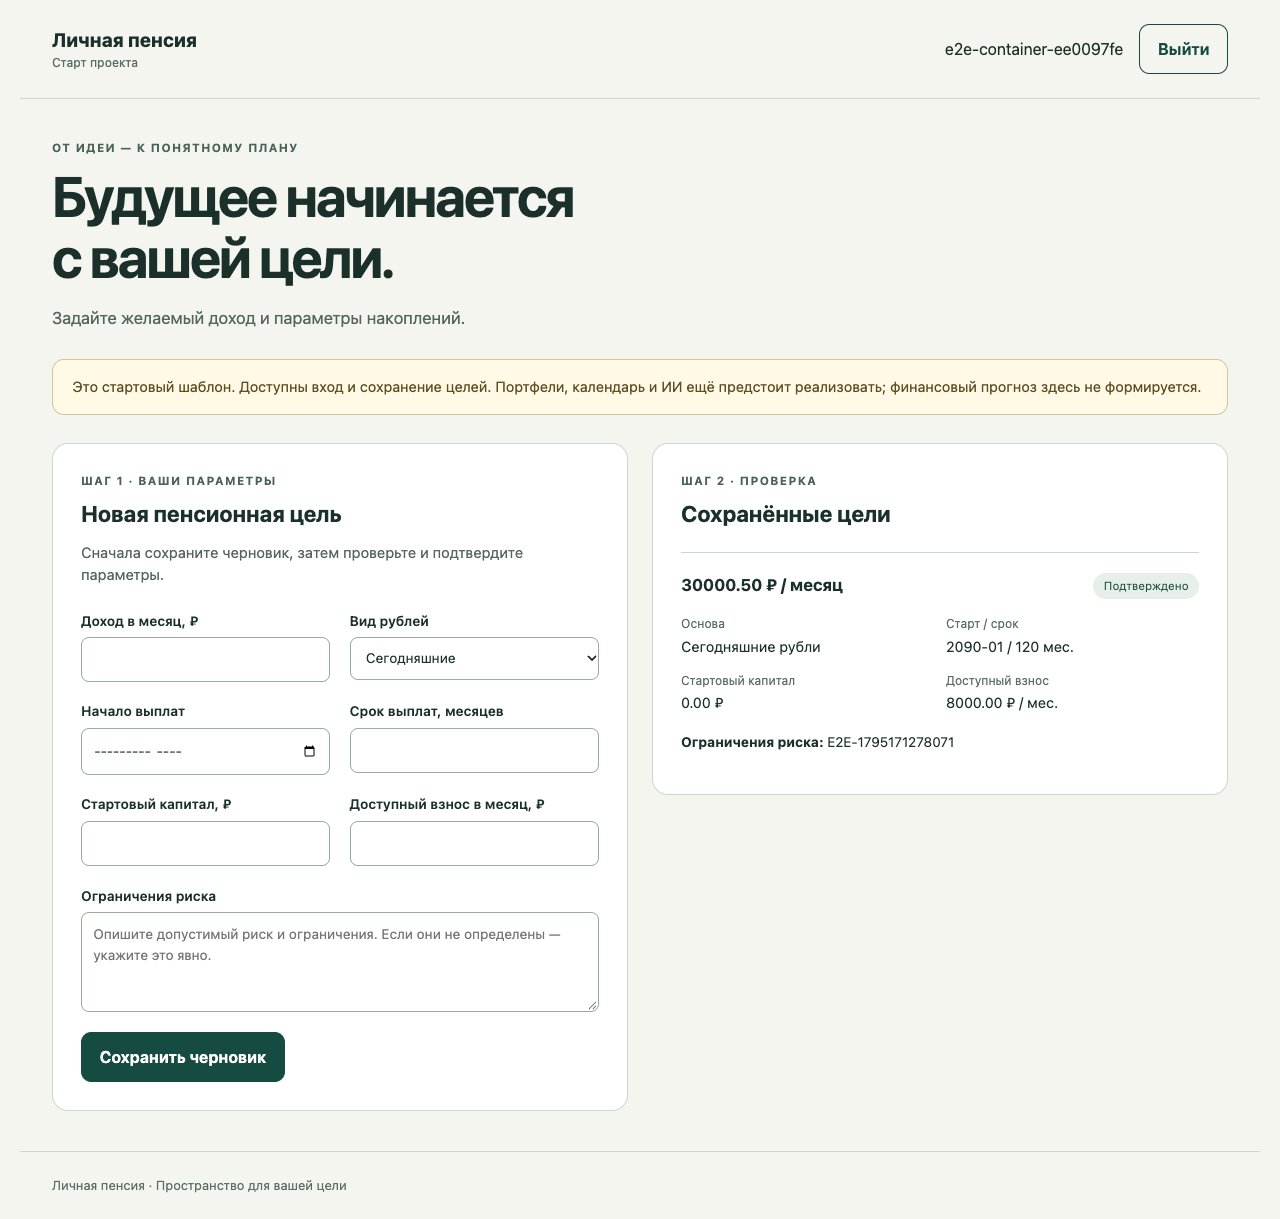 Личная пенсия
Старт проекта
e2e-container-ee0097fe
Выйти
ОТ ИДЕИ — К ПОНЯТНОМУ ПЛАНУ
Будущее начинается
с вашей цели.
Задайте желаемый доход и параметры накоплений.
Это стартовый шаблон. Доступны вход и сохранение целей. Портфели, календарь и ИИ ещё предстоит реализовать; финансовый прогноз здесь не формируется.
ШАГ 1 · ВАШИ ПАРАМЕТРЫ
Новая пенсионная цель
Сначала сохраните черновик, затем проверьте и подтвердите
параметры.
Доход в месяц, ₽
Вид рублей
Сегодняшние
Начало выплат
Срок выплат, месяцев
--------- ----
Стартовый капитал, ₽
Доступный взнос в месяц, ₽
Ограничения риска
Опишите допустимый риск и ограничения. Если они не определены —
укажите это явно.
Сохранить черновик
ШАГ 2 · ПРОВЕРКА
Сохранённые цели
30000.50 ₽ / месяц
Подтверждено
Основа
Старт / срок
Сегодняшние рубли
2090-01 / 120 мес.
Стартовый капитал
Доступный взнос
0.00 ₽
8000.00 ₽ / мес.
Ограничения риска: E2E-1795171278071
Личная пенсия · Пространство для вашей цели